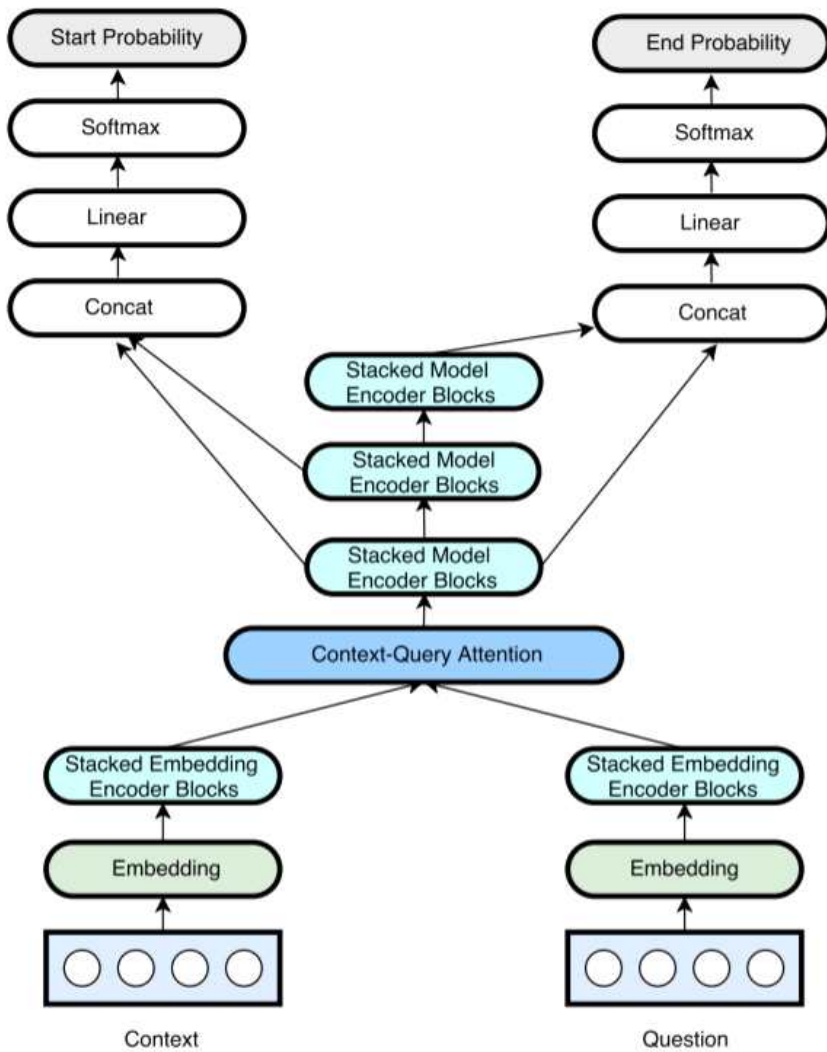 Start Probability
End Probability
Softmax
Softmax
Linear
Linear
Concat
Concat
Stacked Model
Encoder Blocks
Stacked Model
Encoder Blocks
Stacked Model
Encoder Blocks
Context-Query Attention
Stacked Embedding
Encoder Blocks
Stacked Embedding
Encoder Blocks
Embedding
Embedding
Context
Question